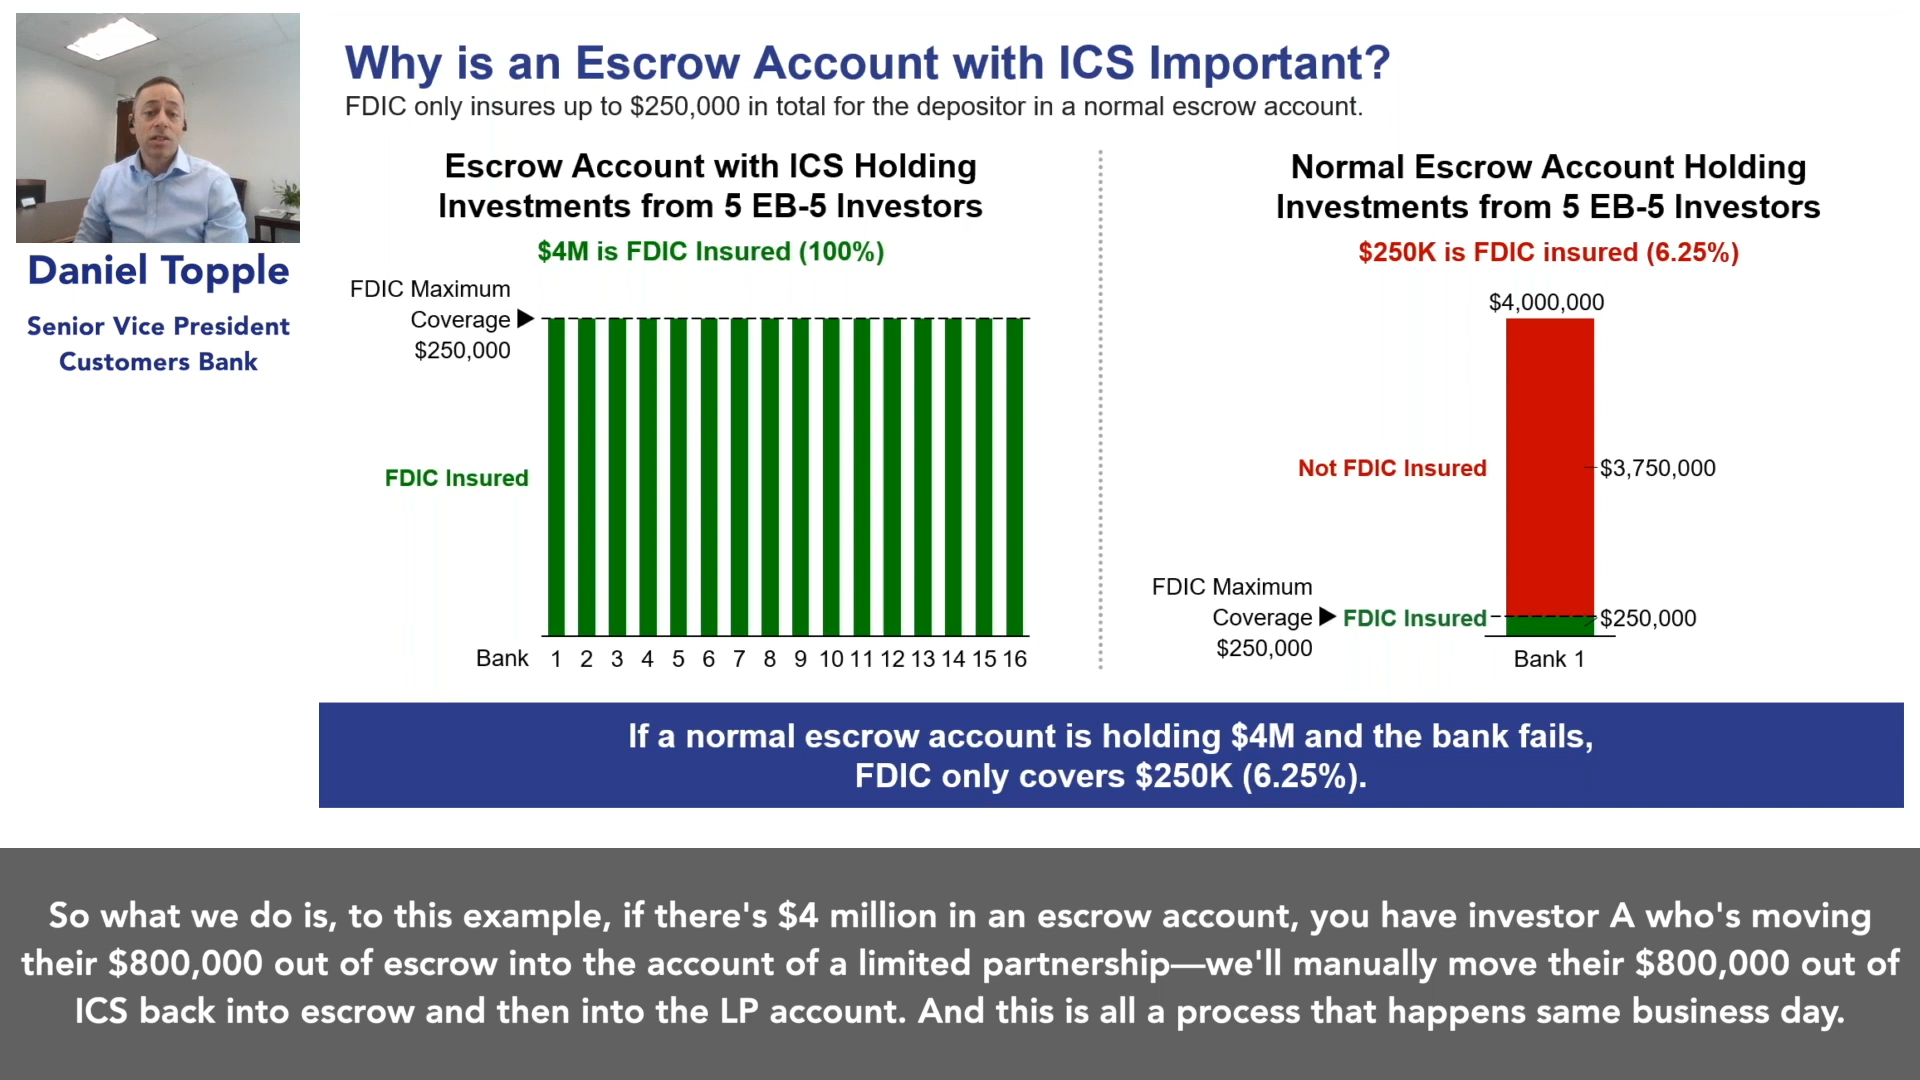 Daniel Topple
Senior Vice President
Customers Bank
Why is an Escrow Account with ICS Important?
FDIC only insures up to $250,000 in total for the depositor in a normal escrow account.
Escrow Account with ICS Holding
Investments from 5 EB-5 Investors
$4M is FDIC Insured (100%)
FDIC Maximum
Coverage
$250,000
FDIC Insured
Bank 1 2 3 4 5 6 7 8 9 10 11 12 13 14 15 16
Normal Escrow Account Holding
Investments from 5 EB-5 Investors
$250K is FDIC insured (6.25%)
$4,000,000
Not FDIC Insured
$3,750,000
FDIC Maximum
Coverage
$250,000
FDIC Insured
$250,000
Bank 1
If a normal escrow account is holding $4M and the bank fails,
FDIC only covers $250K (6.25%).
So what we do is, to this example, if there's $4 million in an escrow account, you have investor A who's moving
their $800,000 out of escrow into the account of a limited partnership—we'll manually move their $800,000 out of
ICS back into escrow and then into the LP account. And this is all a process that happens same business day.